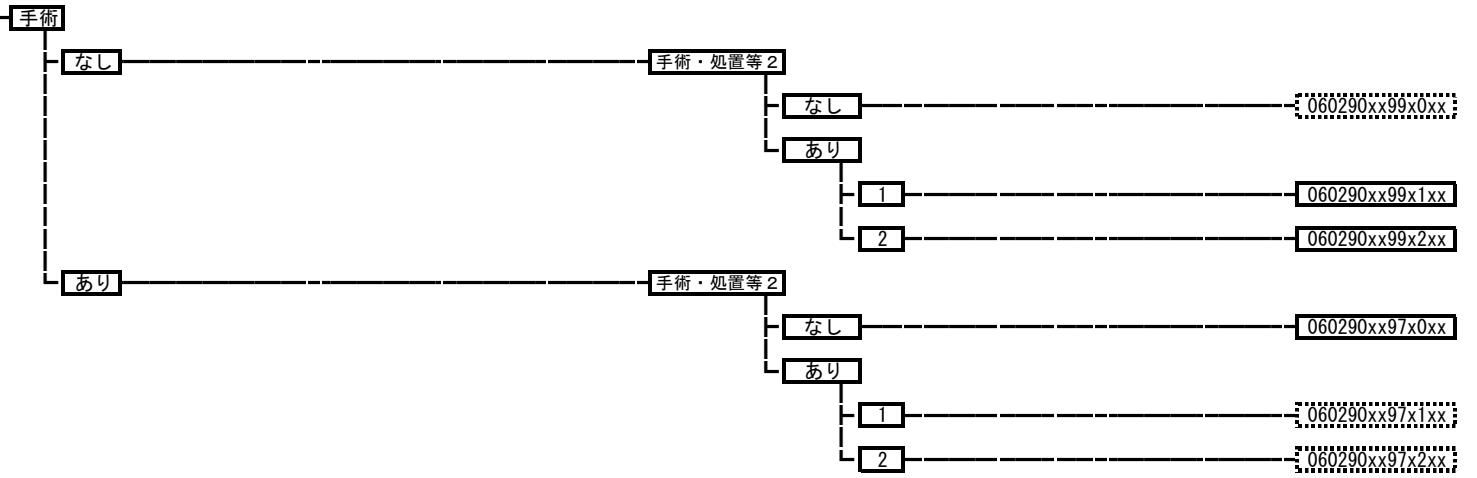 手術
なし 手術・処置等２
なし 060290xx99x0xx
あり
1 060290xx99x1xx
2 060290xx99x2xx
あり 手術・処置等２
なし 060290xx97x0xx
あり
1 060290xx97x1xx
2 060290xx97x2xx